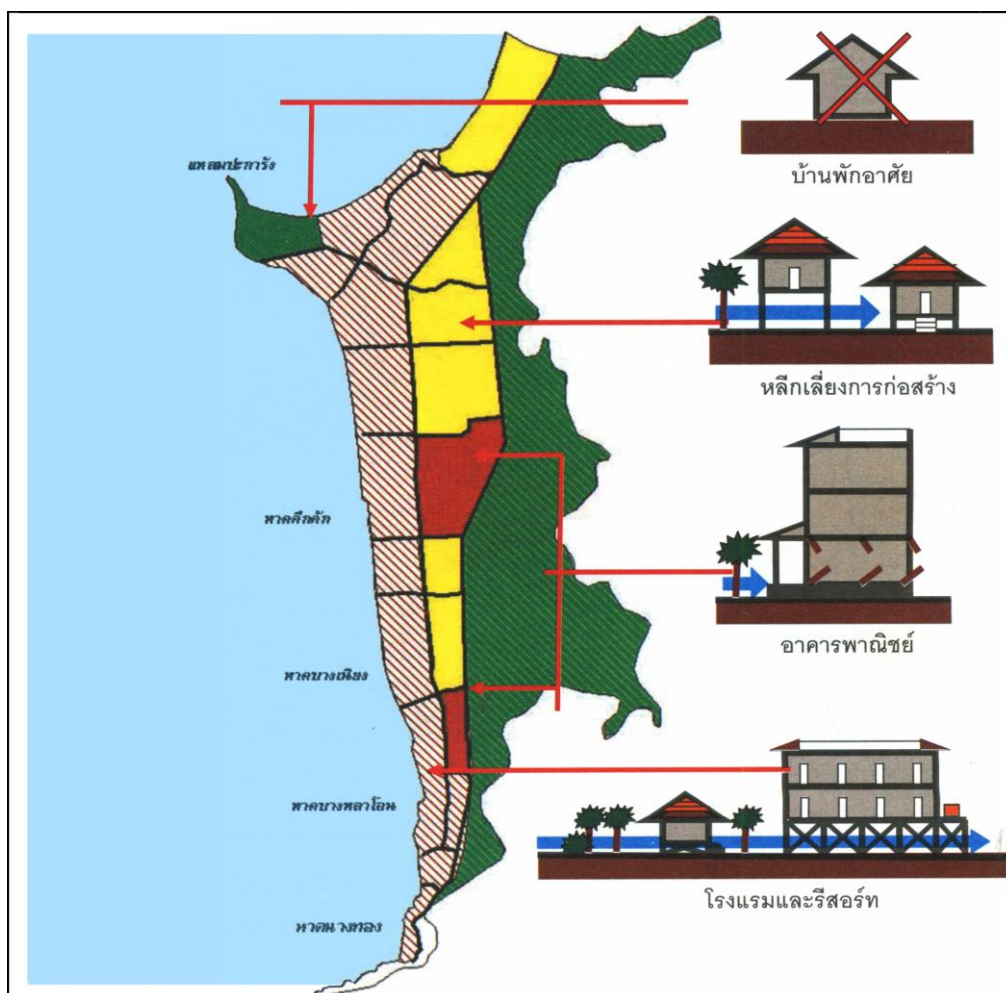 แหลมปะการัง
หาดคึกคัก
หาดบางเนียง
หาดบางหลาโอน
หาดนางทอง
บ้านพักอาศัย
หลีกเลี่ยงการก่อสร้าง
อาคารพาณิชย์
โรงแรมและรีสอร์ท